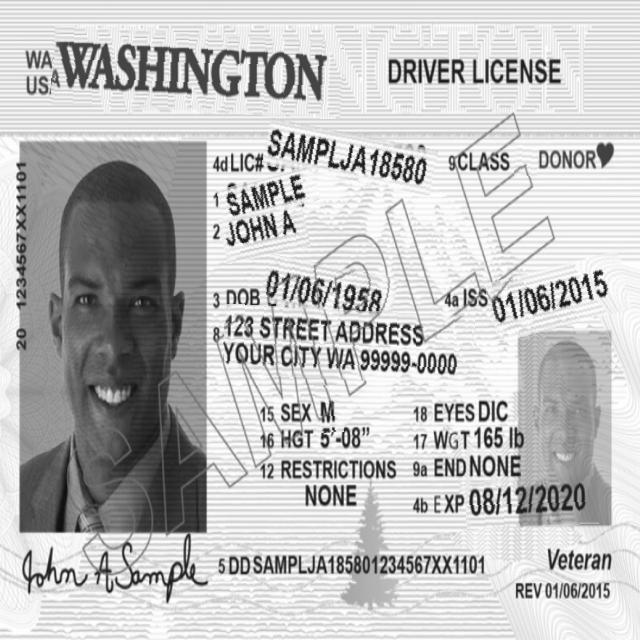 WA USA WASHINGTON DRIVER LICENSE
20 1234567XX1101
4d LIC# SAMPLJA18580 9 CLASS DONOR
1 SAMPLE
2 JOHN A
3 DOB 01/06/1958 4a ISS 01/06/2015
8 123 STREET ADDRESS
YOUR CITY WA 99999-0000
15 SEX M 18 EYES DIC
16 HGT 5'-08" 17 WGT 165 lb
12 RESTRICTIONS 9a END NONE
NONE 4b EXP 08/12/2020
SAMPLE
John A Sample
5 DD SAMPLJA185801234567XX1101
Veteran
REV 01/06/2015